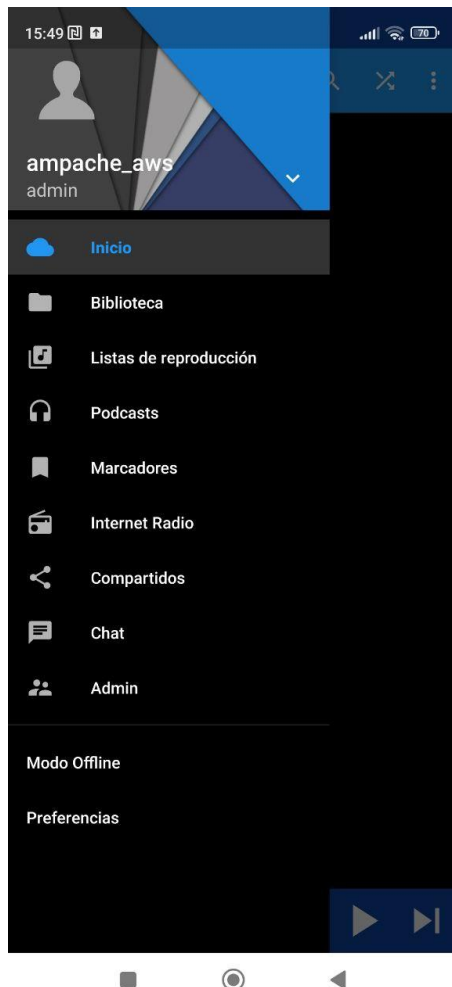 15:49
70
ampache_aws
admin
Inicio
Biblioteca
Listas de reproducción
Podcasts
Marcadores
Internet Radio
Compartidos
Chat
Admin
Modo Offline
Preferencias